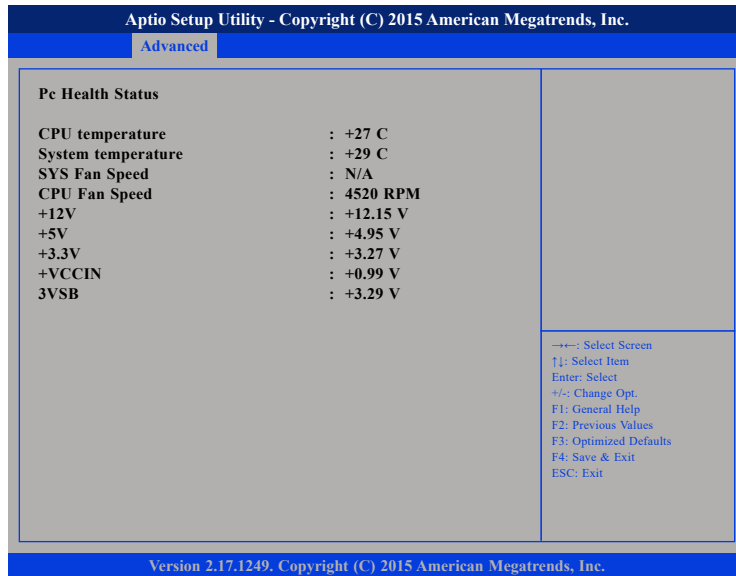 Aptio Setup Utility - Copyright (C) 2015 American Megatrends, Inc.
Advanced
Pc Health Status
CPU temperature : +27 C
System temperature : +29 C
SYS Fan Speed : N/A
CPU Fan Speed : 4520 RPM
+12V : +12.15 V
+5V : +4.95 V
+3.3V : +3.27 V
+VCCIN : +0.99 V
3VSB : +3.29 V
→←: Select Screen
↑↓: Select Item
Enter: Select
+/-: Change Opt.
F1: General Help
F2: Previous Values
F3: Optimized Defaults
F4: Save & Exit
ESC: Exit
Version 2.17.1249. Copyright (C) 2015 American Megatrends, Inc.